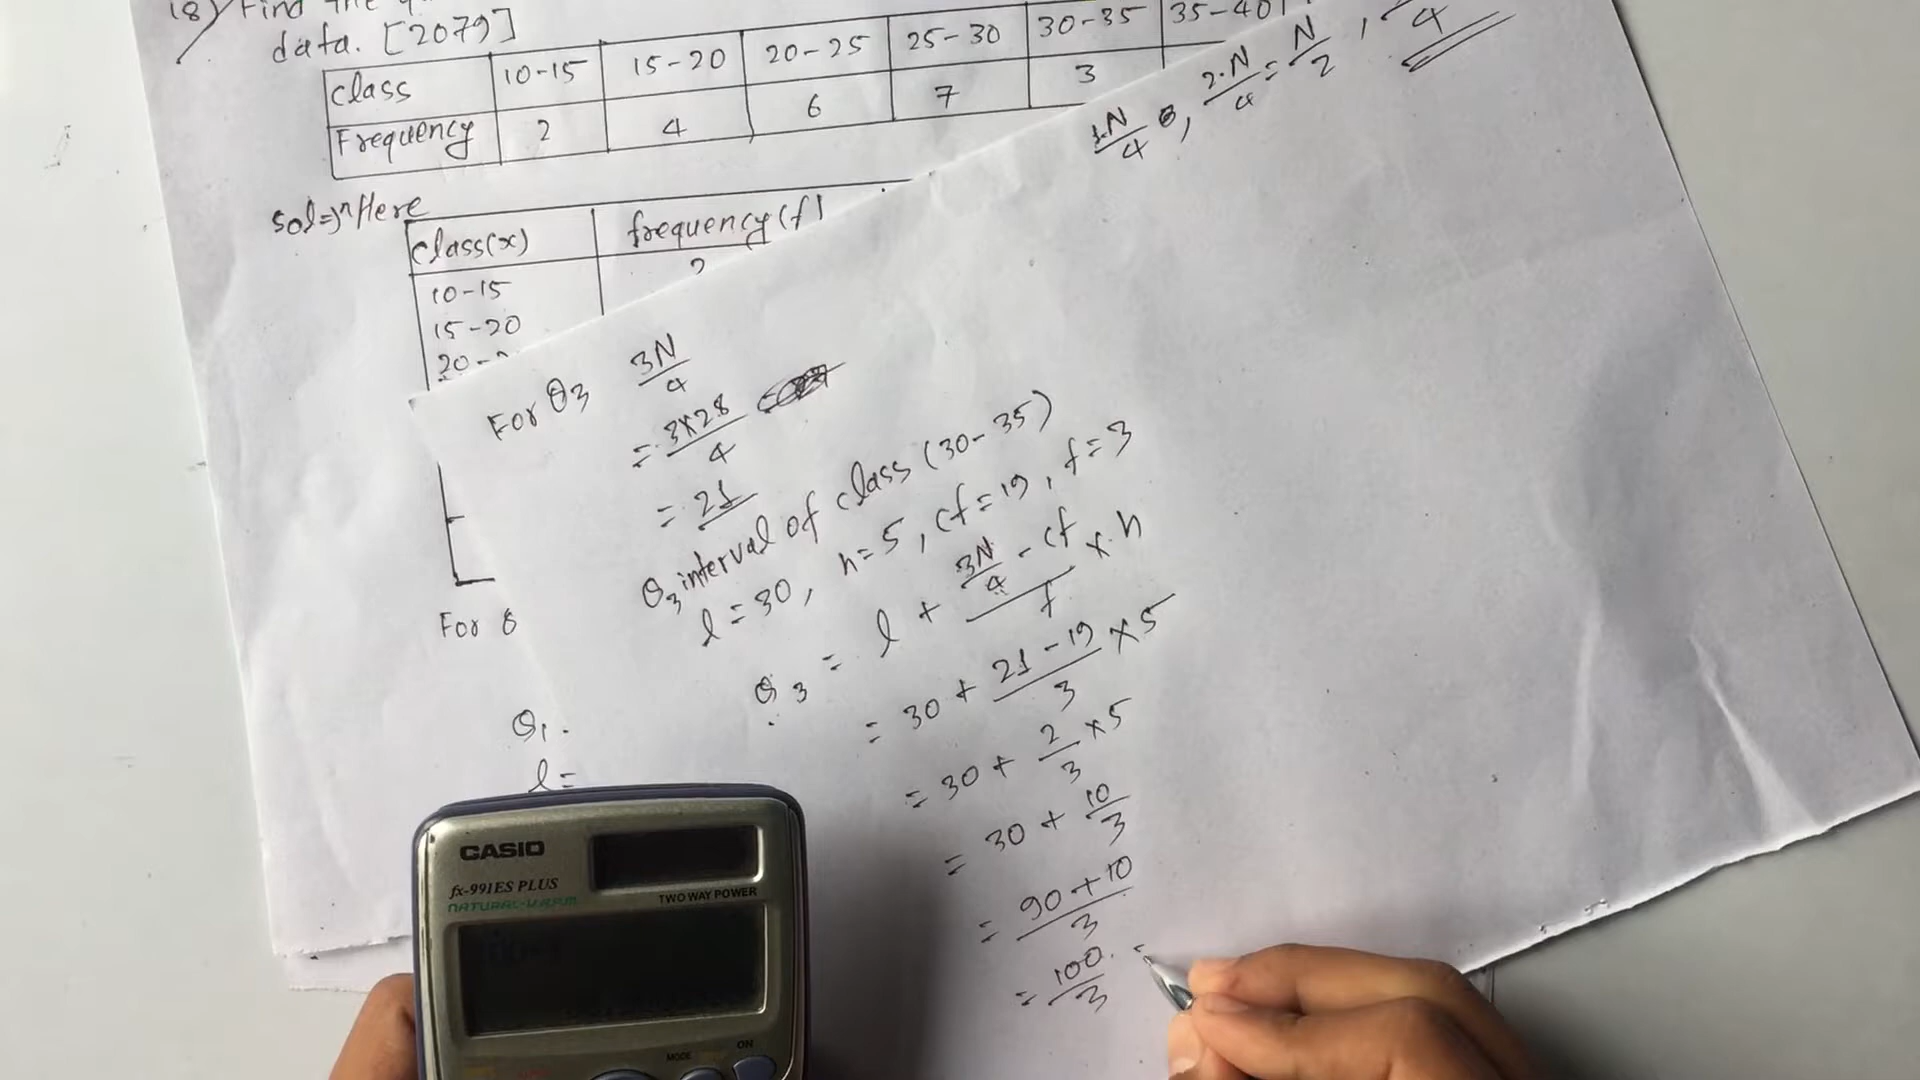 18) Find the
data. [2079]
class 10-15 15-20 20-25 25-30 30-35 35-40
Frequency 2 4 6 7 3
1.N/4, 2.N/4 = N/2, /4
Sol=>n Here
class(x) frequency(f)
10-15 2
15-20
20-
For Q3 3N/4
= 3×28/4
= 21
Q3 interval of class (30-35)
l = 30, h = 5, cf = 19, f = 3
Q3 = l + (3N/4 - cf)/f × h
= 30 + (21-19)/3 × 5
= 30 + 2/3 × 5
= 30 + 10/3
= (90+10)/3
= 100/3 =
For
Q1.
l =
CASIO
fx-991ES PLUS
NATURAL-V.P.A.M.
TWO WAY POWER
MODE
ON